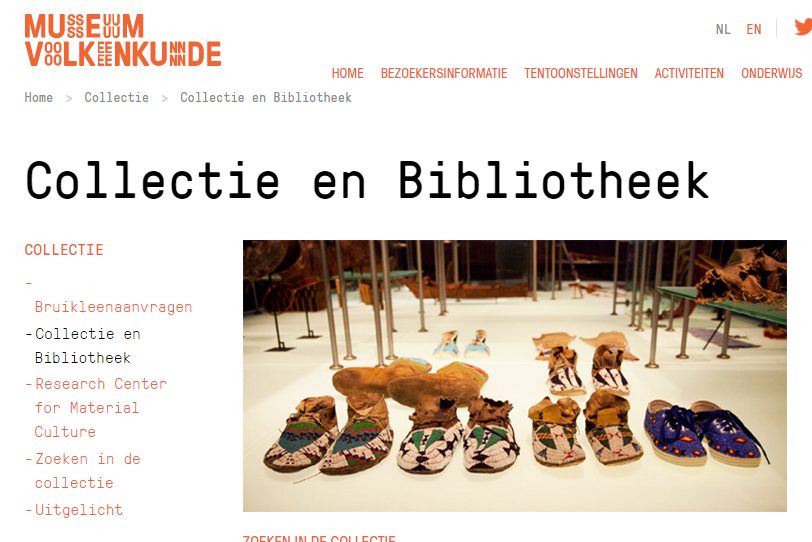 MUSEUM
VOLKENKUNDE
NL EN
HOME BEZOEKERSINFORMATIE TENTOONSTELLINGEN ACTIVITEITEN ONDERWIJS
Home > Collectie > Collectie en Bibliotheek
Collectie en Bibliotheek
COLLECTIE
-
Bruikleenaanvragen
-Collectie en
Bibliotheek
-Research Center
for Material
Culture
-Zoeken in de
collectie
-Uitgelicht
ZOEKEN IN DE COLLECTIE